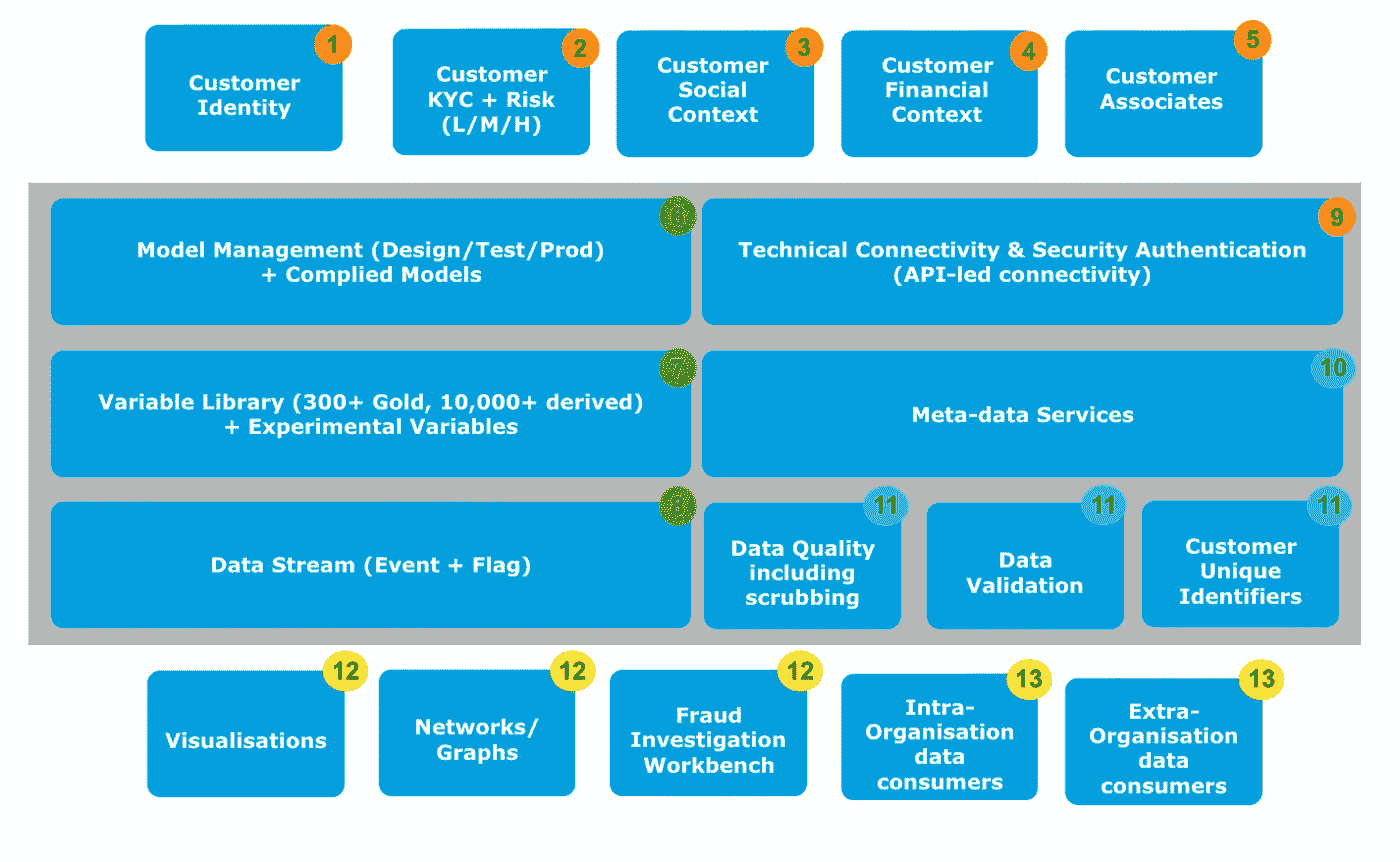 1
Customer
Identity
2
Customer
KYC + Risk
(L/M/H)
3
Customer
Social
Context
4
Customer
Financial
Context
5
Customer
Associates
6
Model Management (Design/Test/Prod)
+ Complied Models
9
Technical Connectivity & Security Authentication
(API-led connectivity)
7
Variable Library (300+ Gold, 10,000+ derived)
+ Experimental Variables
10
Meta-data Services
8
Data Stream (Event + Flag)
11
Data Quality
including
scrubbing
11
Data
Validation
11
Customer
Unique
Identifiers
12
Visualisations
12
Networks/
Graphs
12
Fraud
Investigation
Workbench
13
Intra-
Organisation
data
consumers
13
Extra-
Organisation
data
consumers